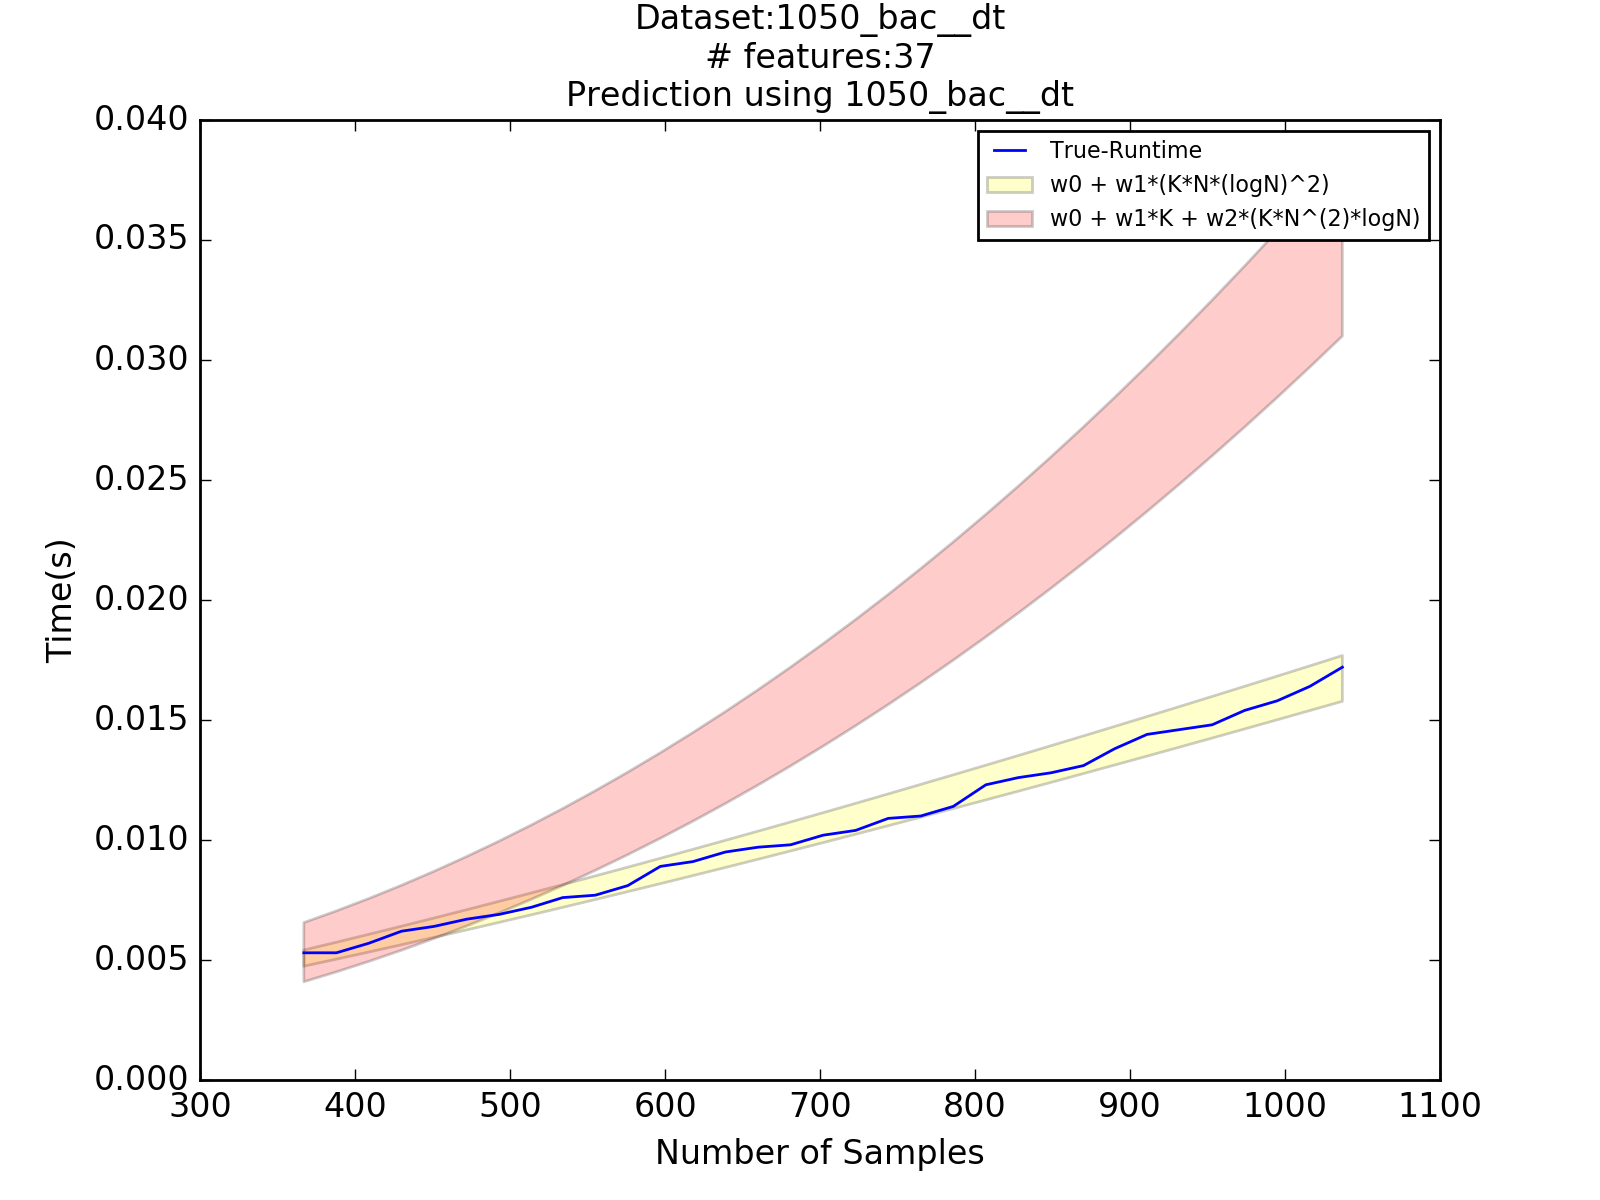 Dataset:1050_bac__dt
# features:37
Prediction using 1050_bac__dt
0.040
0.035
0.030
0.025
0.020
0.015
0.010
0.005
0.000
Time(s)
True-Runtime
w0 + w1*(K*N*(logN)^2)
w0 + w1*K + w2*(K*N^(2)*logN)
300 400 500 600 700 800 900 1000 1100
Number of Samples